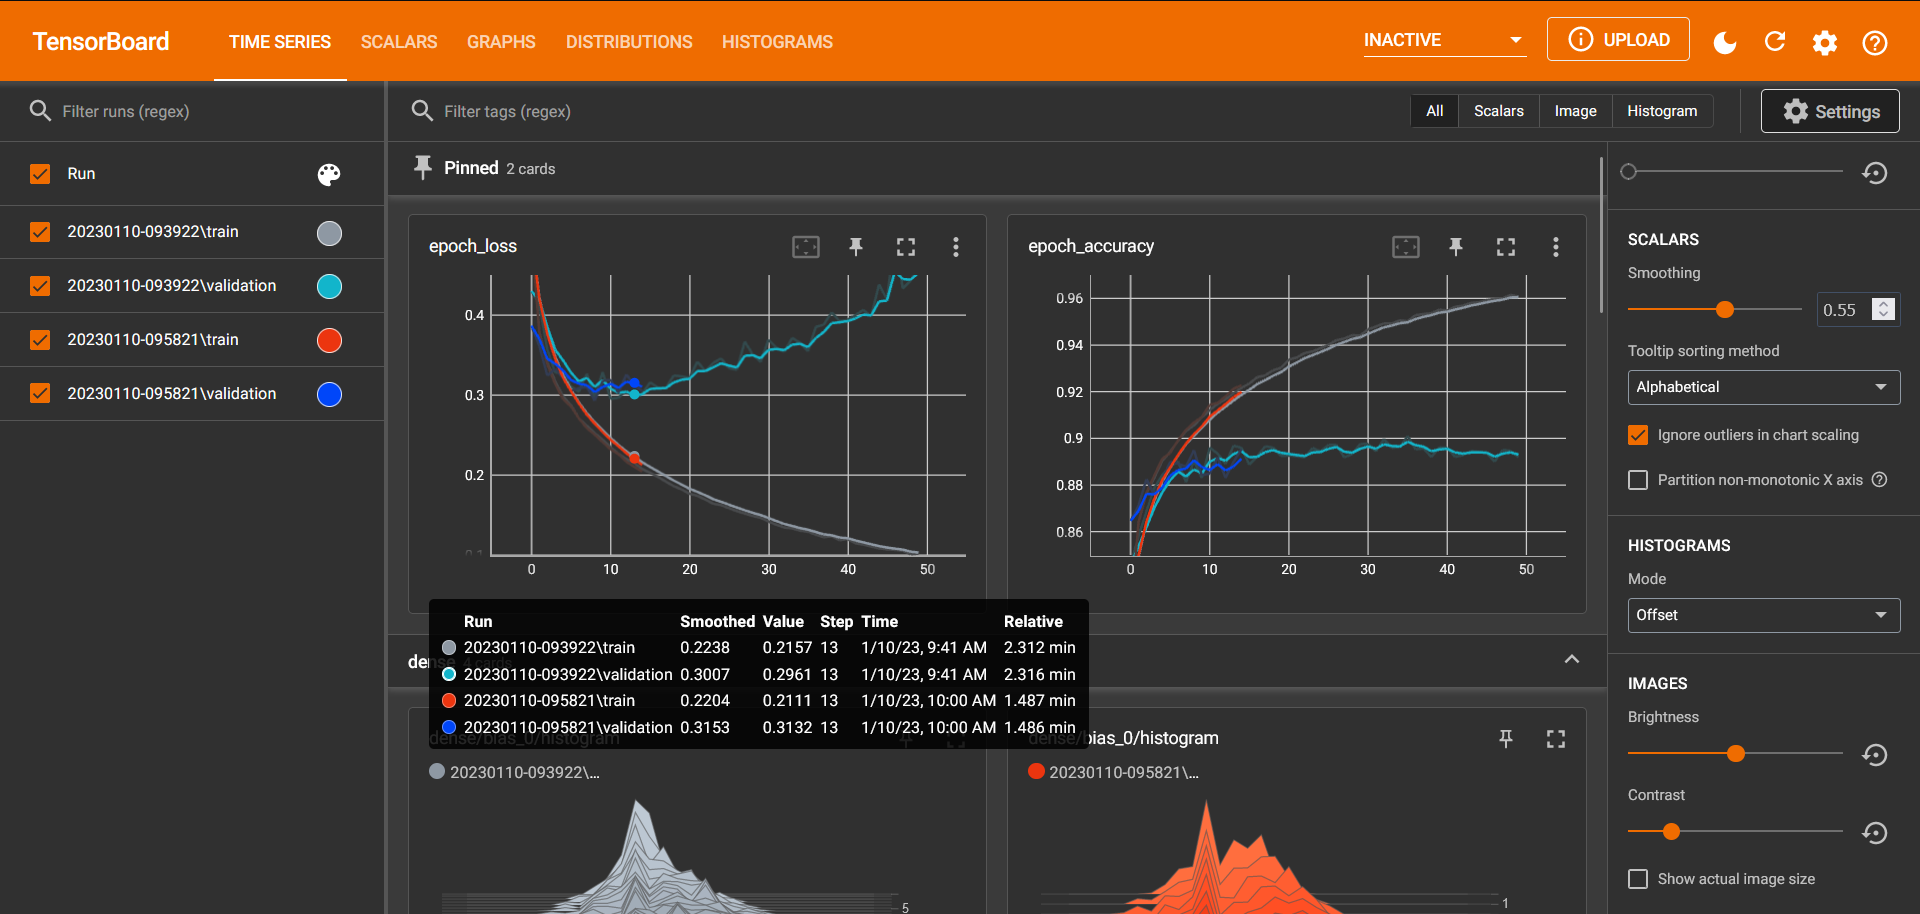 TensorBoard TIME SERIES SCALARS GRAPHS DISTRIBUTIONS HISTOGRAMS INACTIVE UPLOAD
Filter runs (regex)
Run
20230110-093922\train
20230110-093922\validation
20230110-095821\train
20230110-095821\validation
Filter tags (regex)
All Scalars Image Histogram
Settings
Pinned 2 cards
epoch_loss
0.4
0.3
0.2
0.1
0 10 20 30 40 50
epoch_accuracy
0.96
0.94
0.92
0.9
0.88
0.86
0 10 20 30 40 50
Run Smoothed Value Step Time Relative
20230110-093922\train 0.2238 0.2157 13 1/10/23, 9:41 AM 2.312 min
20230110-093922\validation 0.3007 0.2961 13 1/10/23, 9:41 AM 2.316 min
20230110-095821\train 0.2204 0.2111 13 1/10/23, 10:00 AM 1.487 min
20230110-095821\validation 0.3153 0.3132 13 1/10/23, 10:00 AM 1.486 min
dense 4 cards
dense/bias_0/histogram
20230110-093922\...
5
dense/bias_0/histogram
20230110-095821\...
1
SCALARS
Smoothing
0.55
Tooltip sorting method
Alphabetical
Ignore outliers in chart scaling
Partition non-monotonic X axis
HISTOGRAMS
Mode
Offset
IMAGES
Brightness
Contrast
Show actual image size